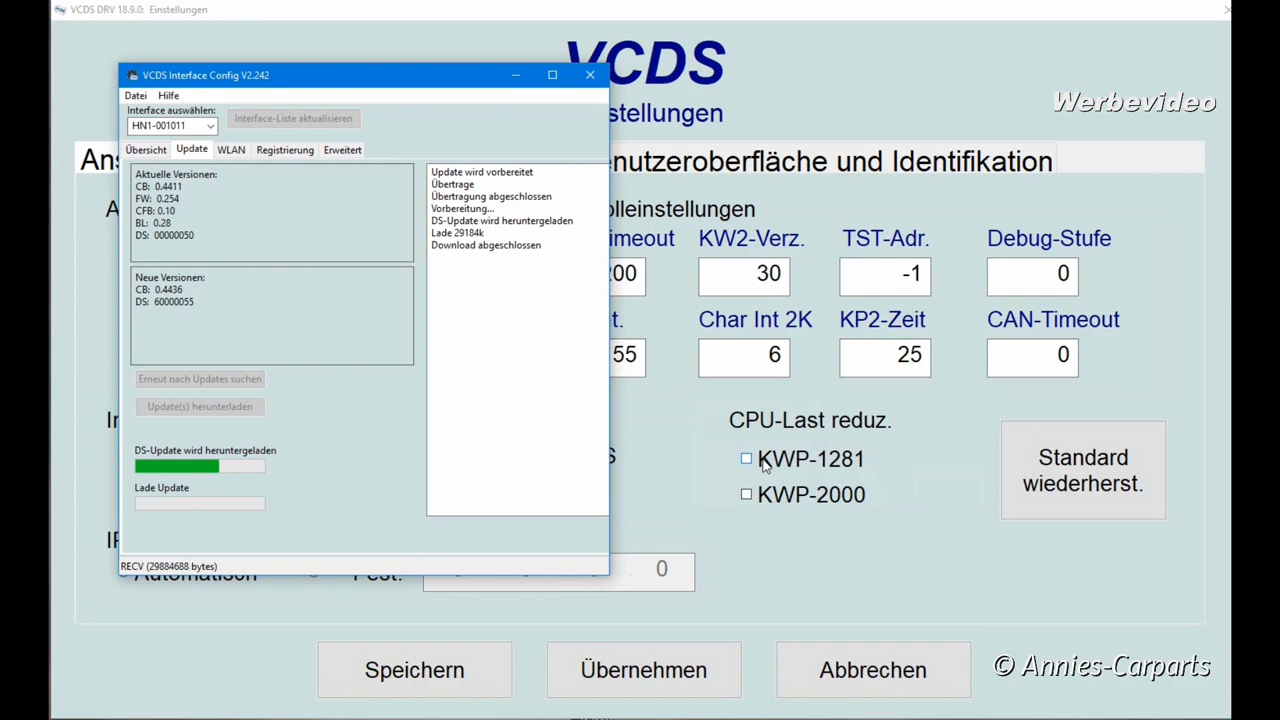 VCDS DRV 18.9.0: Einstellungen
VCDS
stellungen
Werbevideo
VCDS Interface Config V2.242
Datei Hilfe
Interface auswählen:
HN1-001011
Interface-Liste aktualisieren
Übersicht Update WLAN Registrierung Erweitert
Aktuelle Versionen:
CB: 0.4411
FW: 0.254
CFB: 0.10
BL: 0.28
DS: 00000050
Neue Versionen:
CB: 0.4436
DS: 60000055
Erneut nach Updates suchen
Update(s) herunterladen
DS-Update wird heruntergeladen
Lade Update
RECV (29884688 bytes)
Update wird vorbereitet
Übertrage
Übertragung abgeschlossen
Vorbereitung...
DS-Update wird heruntergeladen
Lade 29184k
Download abgeschlossen
An
enutzeroberfläche und Identifikation
olleinstellungen
imeout KW2-Verz. TST-Adr. Debug-Stufe
00 30 -1 0
t. Char Int 2K KP2-Zeit CAN-Timeout
55 6 25 0
CPU-Last reduz.
S
KWP-1281
KWP-2000
Standard
wiederherst.
0
Speichern Übernehmen Abbrechen
© Annies-Carparts